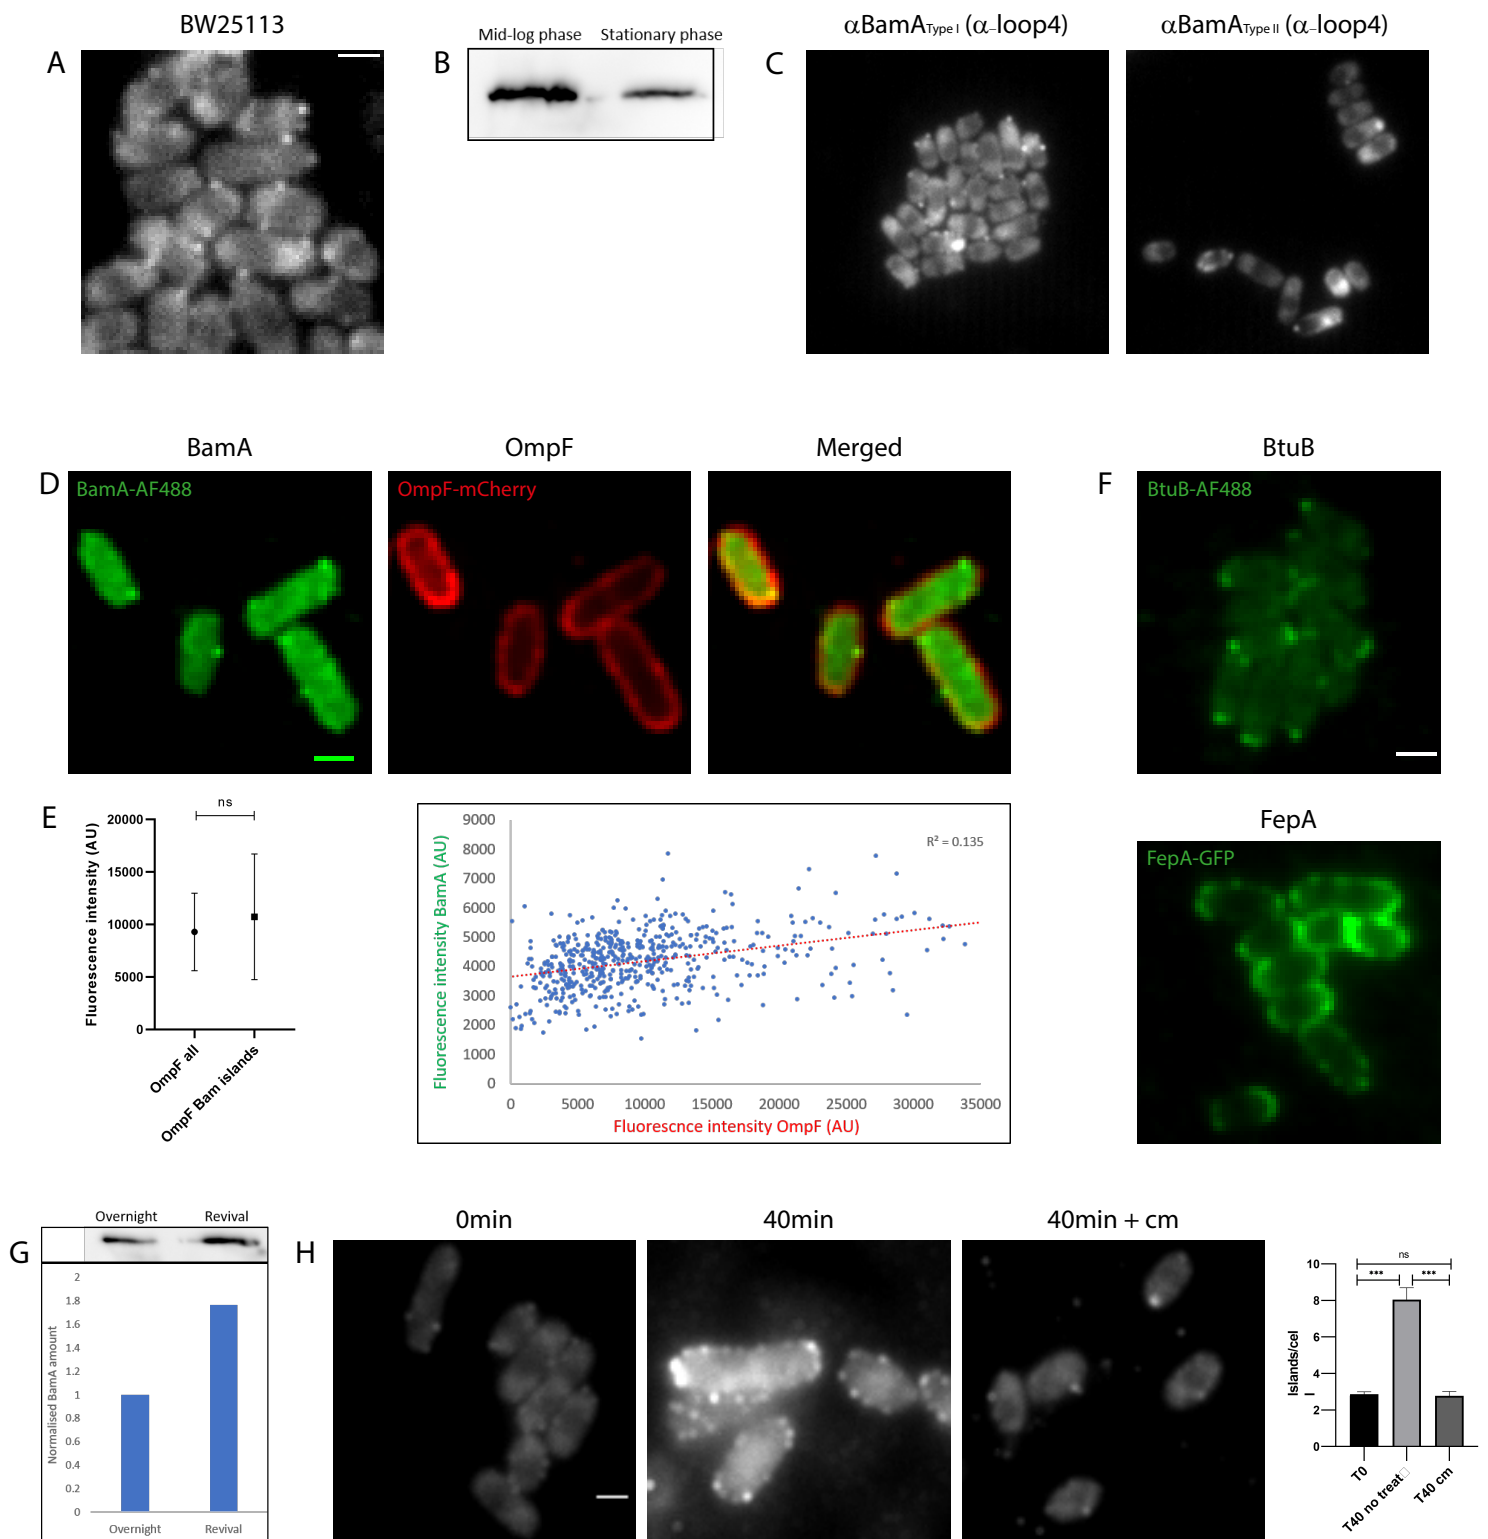 BW25113
A
B
Mid-log phase Stationary phase
C
αBamA Type I (α-loop4)
αBamA Type II (α-loop4)
BamA
OmpF
Merged
BtuB
D
BamA-AF488
OmpF-mCherry
F
BtuB-AF488
E
ns
Fluorescence intensity (AU)
20000
15000
10000
5000
0
OmpF all
OmpF Bam islands
Fluorescence intensity BamA (AU)
9000
8000
7000
6000
5000
4000
3000
2000
1000
0
R² = 0.135
0 5000 10000 15000 20000 25000 30000 35000
Fluorescnce intensity OmpF (AU)
FepA
FepA-GFP
G
Overnight Revival
Normalised BamA amount
2
1.8
1.6
1.4
1.2
1
0.8
0.6
0.4
0.2
0
Overnight Revival
H
0min
40min
40min + cm
Islands/cel
l
10
8
6
4
2
0
ns
*** ***
T0
T40 no treat□
T40 cm